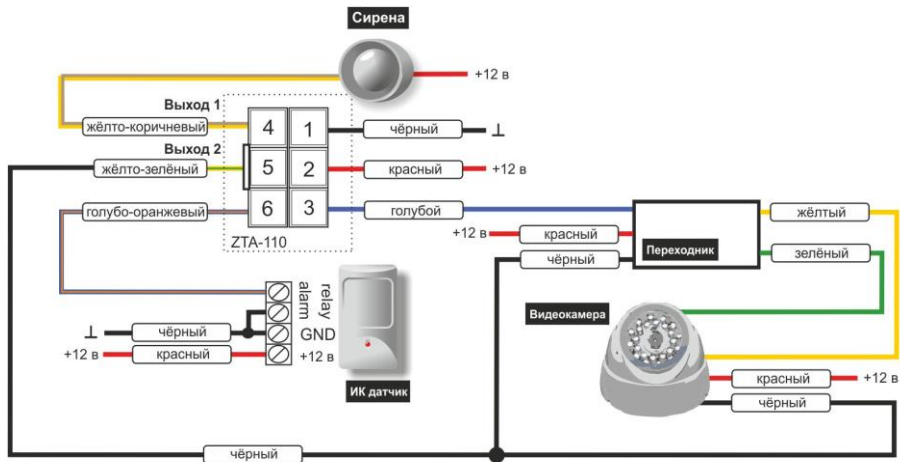 Сирена
+12 в
Выход 1
жёлто-коричневый
4
1
чёрный
⊥
Выход 2
жёлто-зелёный
5
2
красный
+12 в
голубо-оранжевый
6
3
голубой
ZTA-110
+12 в
красный
чёрный
Переходник
жёлтый
зелёный
relay
alarm
⊥
чёрный
GND
+12 в
красный
+12 в
ИК датчик
Видеокамера
красный
+12 в
чёрный
чёрный